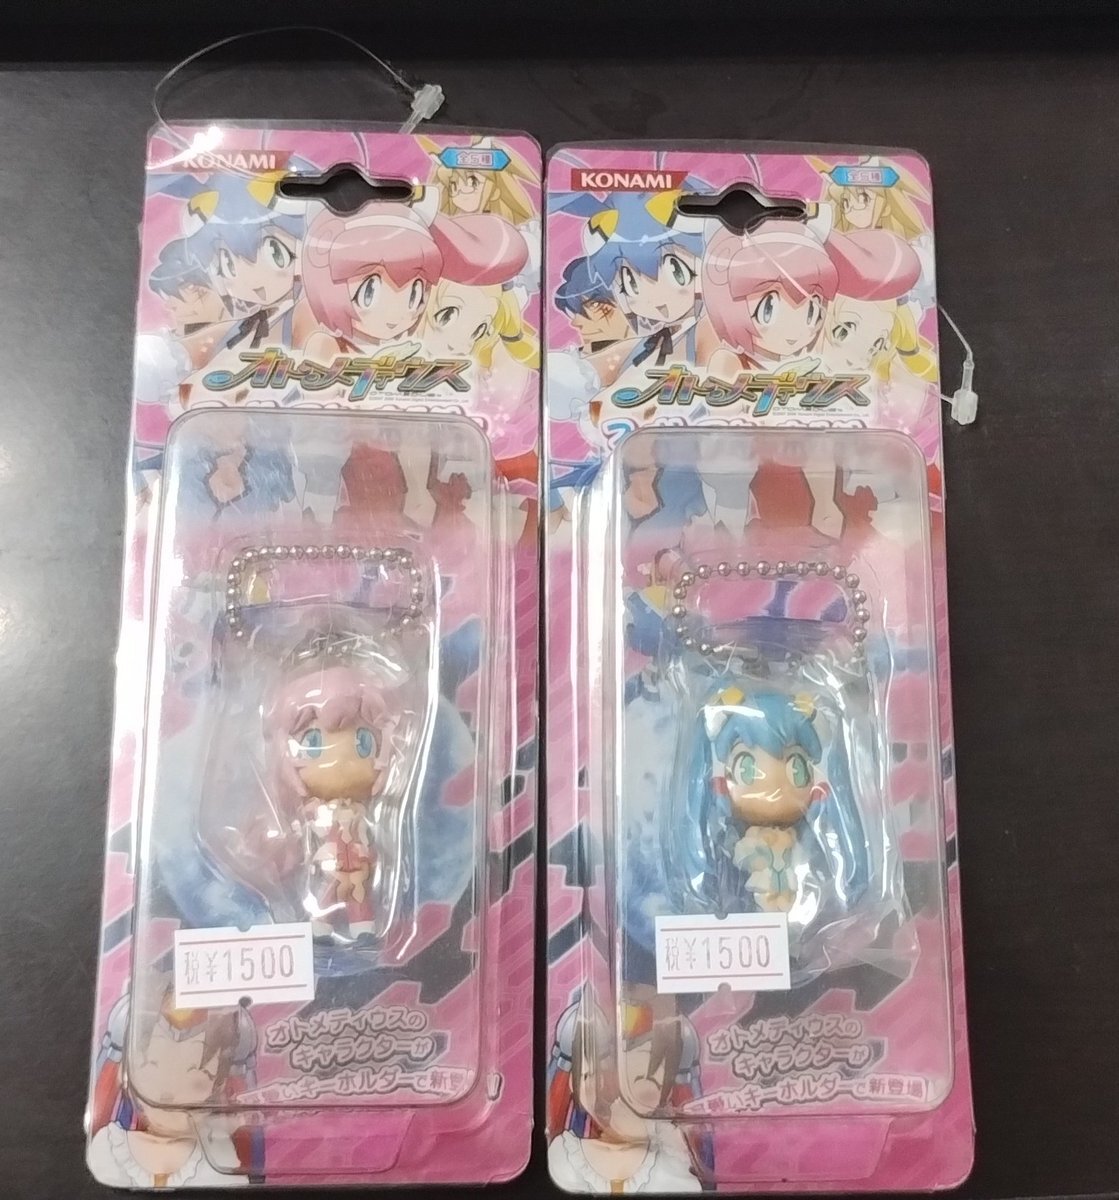 KONAMI
全5種
オトメディウス
税¥1500
オトメディウスの
キャラクターが
いキーホルダーで新登場
KONAMI
全5種
オトメディウス
税¥1500
オトメディウスの
キャラクターが
愛いキーホルダーで新登場